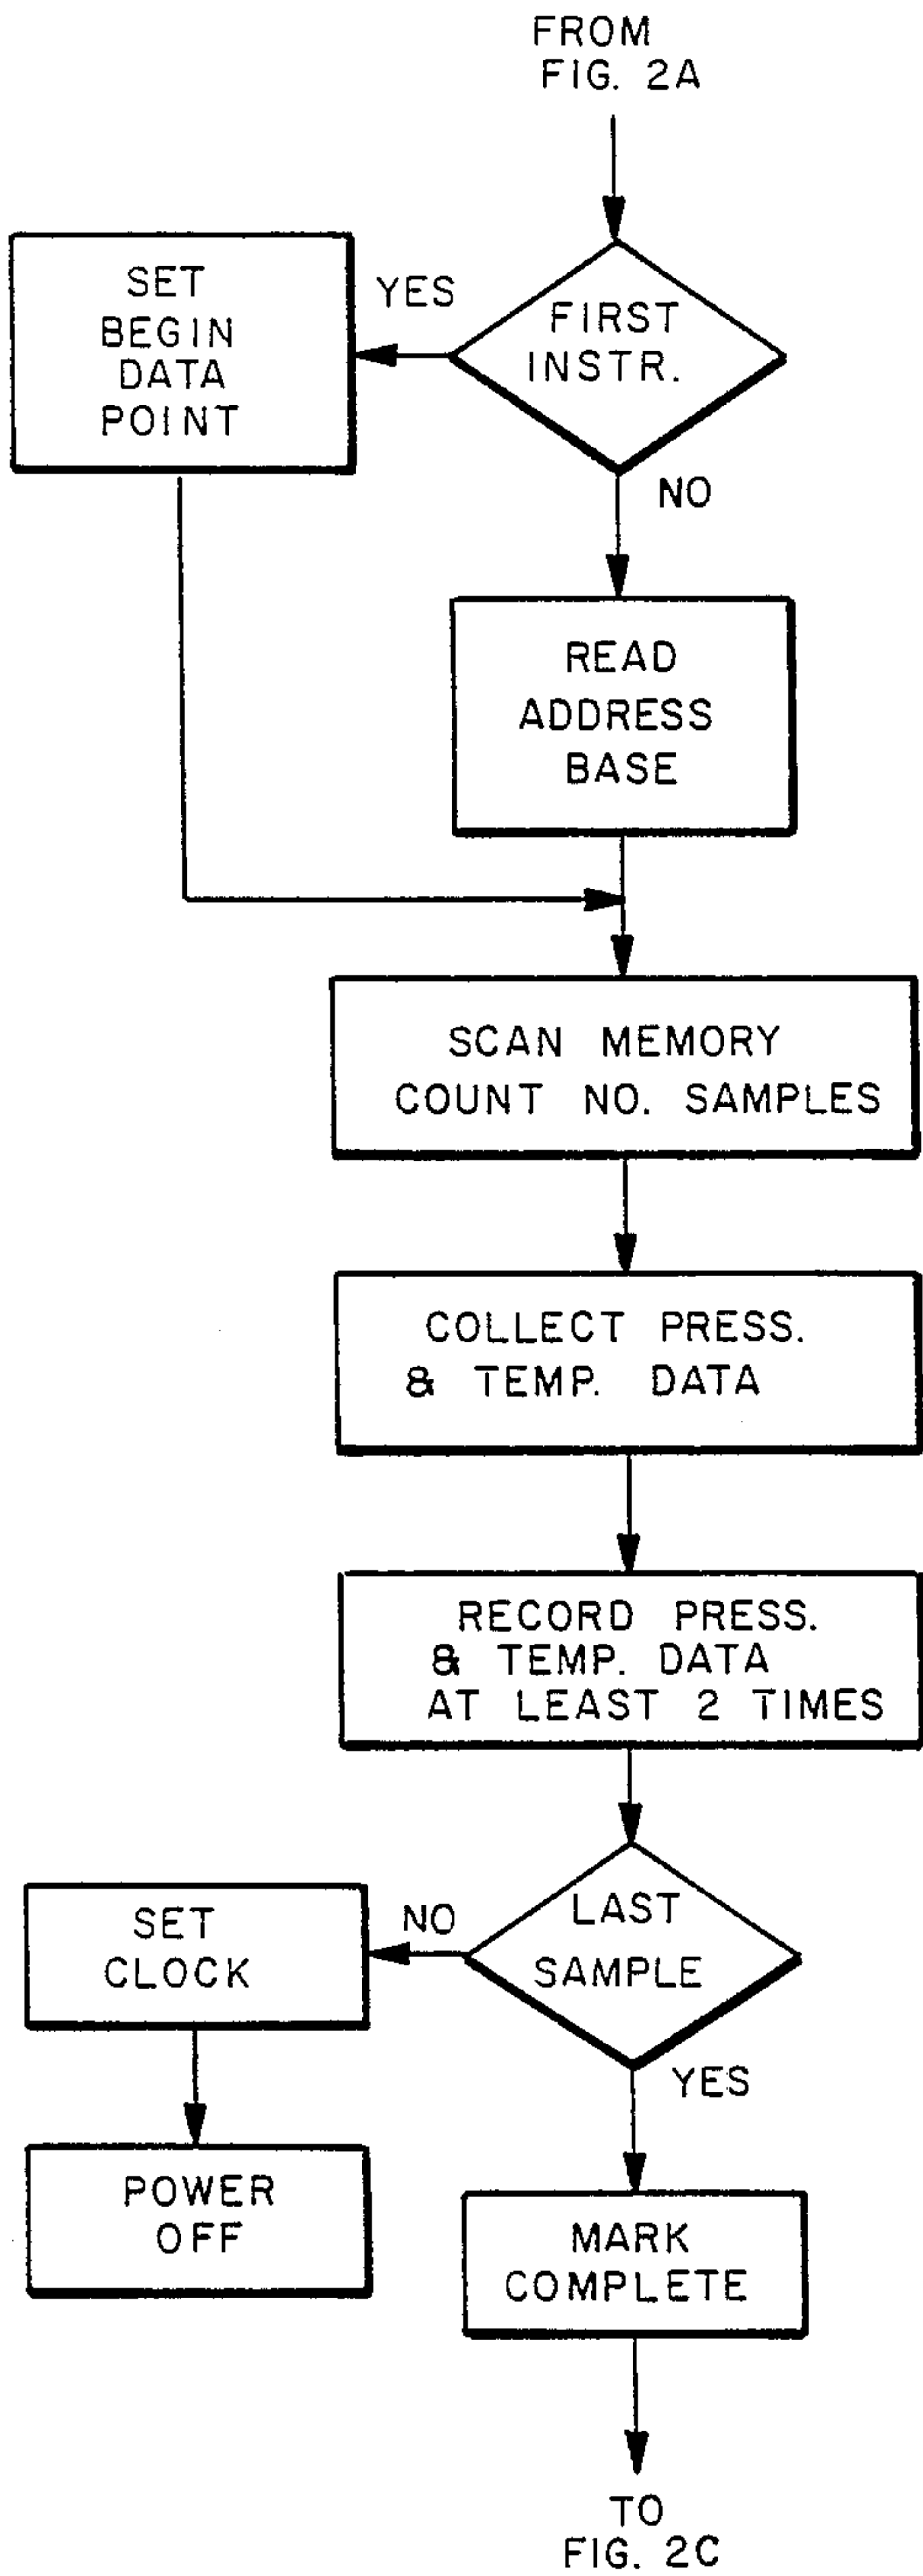 FROM
FIG. 2A
FIRST
INSTR.
YES
SET
BEGIN
DATA
POINT
NO
READ
ADDRESS
BASE
SCAN MEMORY
COUNT NO. SAMPLES
COLLECT PRESS.
& TEMP. DATA
RECORD PRESS.
& TEMP. DATA
AT LEAST 2 TIMES
LAST
SAMPLE
NO
SET
CLOCK
POWER
OFF
YES
MARK
COMPLETE
TO
FIG. 2C